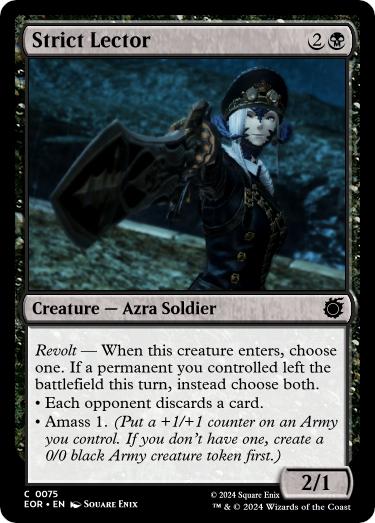 Strict Lector 2
Creature — Azra Soldier
Revolt — When this creature enters, choose
one. If a permanent you controlled left the
battlefield this turn, instead choose both.
• Each opponent discards a card.
• Amass 1. (Put a +1/+1 counter on an Army
you control. If you don't have one, create a
0/0 black Army creature token first.)
2/1
C 0075
EOR • EN Square Enix
© 2024 Square Enix
™ & © 2024 Wizards of the Coast